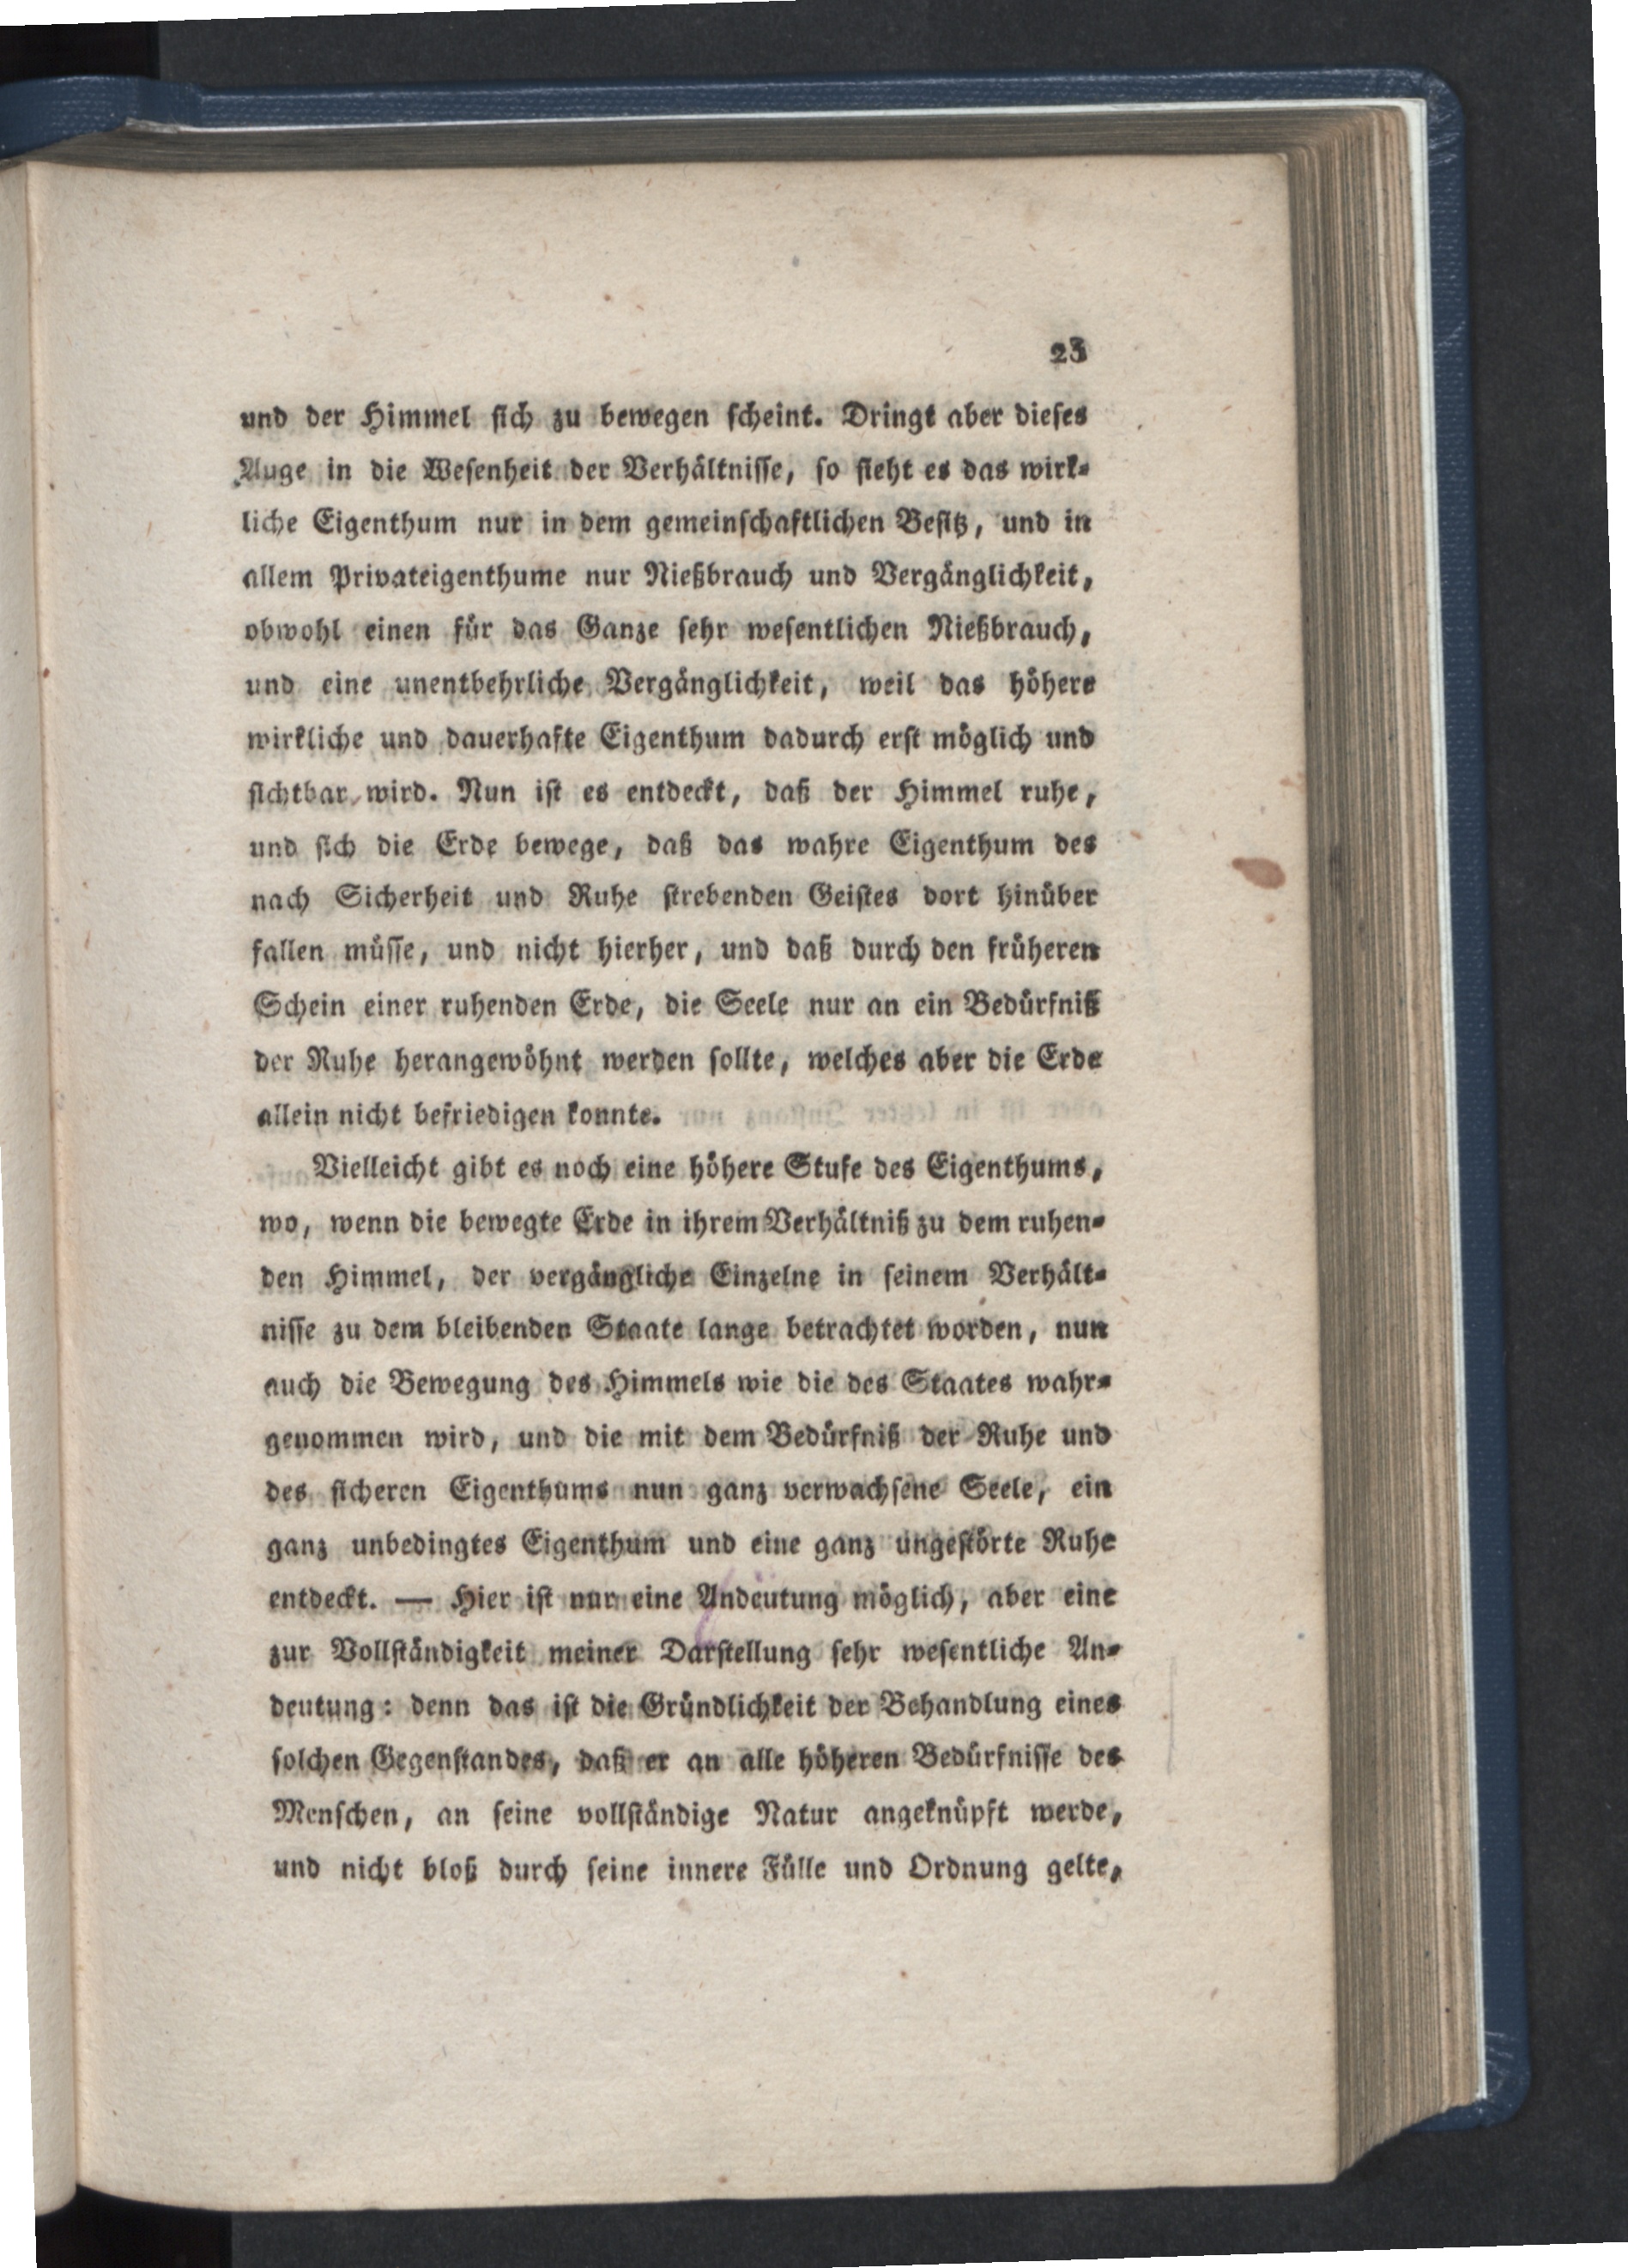 23
und der Himmel sich zu bewegen scheint. Dringt aber dieses
Auge in die Wesenheit der Verhältnisse, so sieht es das wirk-
liche Eigenthum nur in dem gemeinschaftlichen Besitz, und in
allem Privateigenthume nur Nießbrauch und Vergänglichkeit,
obwohl einen für das Ganze sehr wesentlichen Nießbrauch,
und eine unentbehrliche Vergänglichkeit, weil das höhere
wirkliche und dauerhafte Eigenthum dadurch erst möglich und
sichtbar wird. Nun ist es entdeckt, daß der Himmel ruhe,
und sich die Erde bewege, daß das wahre Eigenthum des
nach Sicherheit und Ruhe strebenden Geistes dort hinüber
fallen müsse, und nicht hierher, und daß durch den früheren
Schein einer ruhenden Erde, die Seele nur an ein Bedürfniß
der Ruhe herangewöhnt werden sollte, welches aber die Erde
allein nicht befriedigen konnte.
Vielleicht gibt es noch eine höhere Stufe des Eigenthums,
wo, wenn die bewegte Erde in ihrem Verhältniß zu dem ruhen-
den Himmel, der vergängliche Einzelne in seinem Verhält-
nisse zu dem bleibenden Staate lange betrachtet worden, nun
auch die Bewegung des Himmels wie die des Staates wahr-
genommen wird, und die mit dem Bedürfniß der Ruhe und
des sicheren Eigenthums nun ganz verwachsene Seele, ein
ganz unbedingtes Eigenthum und eine ganz ungestörte Ruhe
entdeckt. — Hier ist nur eine Andeutung möglich, aber eine
zur Vollständigkeit meiner Darstellung sehr wesentliche An-
deutung: denn das ist die Gründlichkeit der Behandlung eines
solchen Gegenstandes, daß er an alle höheren Bedürfnisse des
Menschen, an seine vollständige Natur angeknüpft werde,
und nicht bloß durch seine innere Fülle und Ordnung gelte,